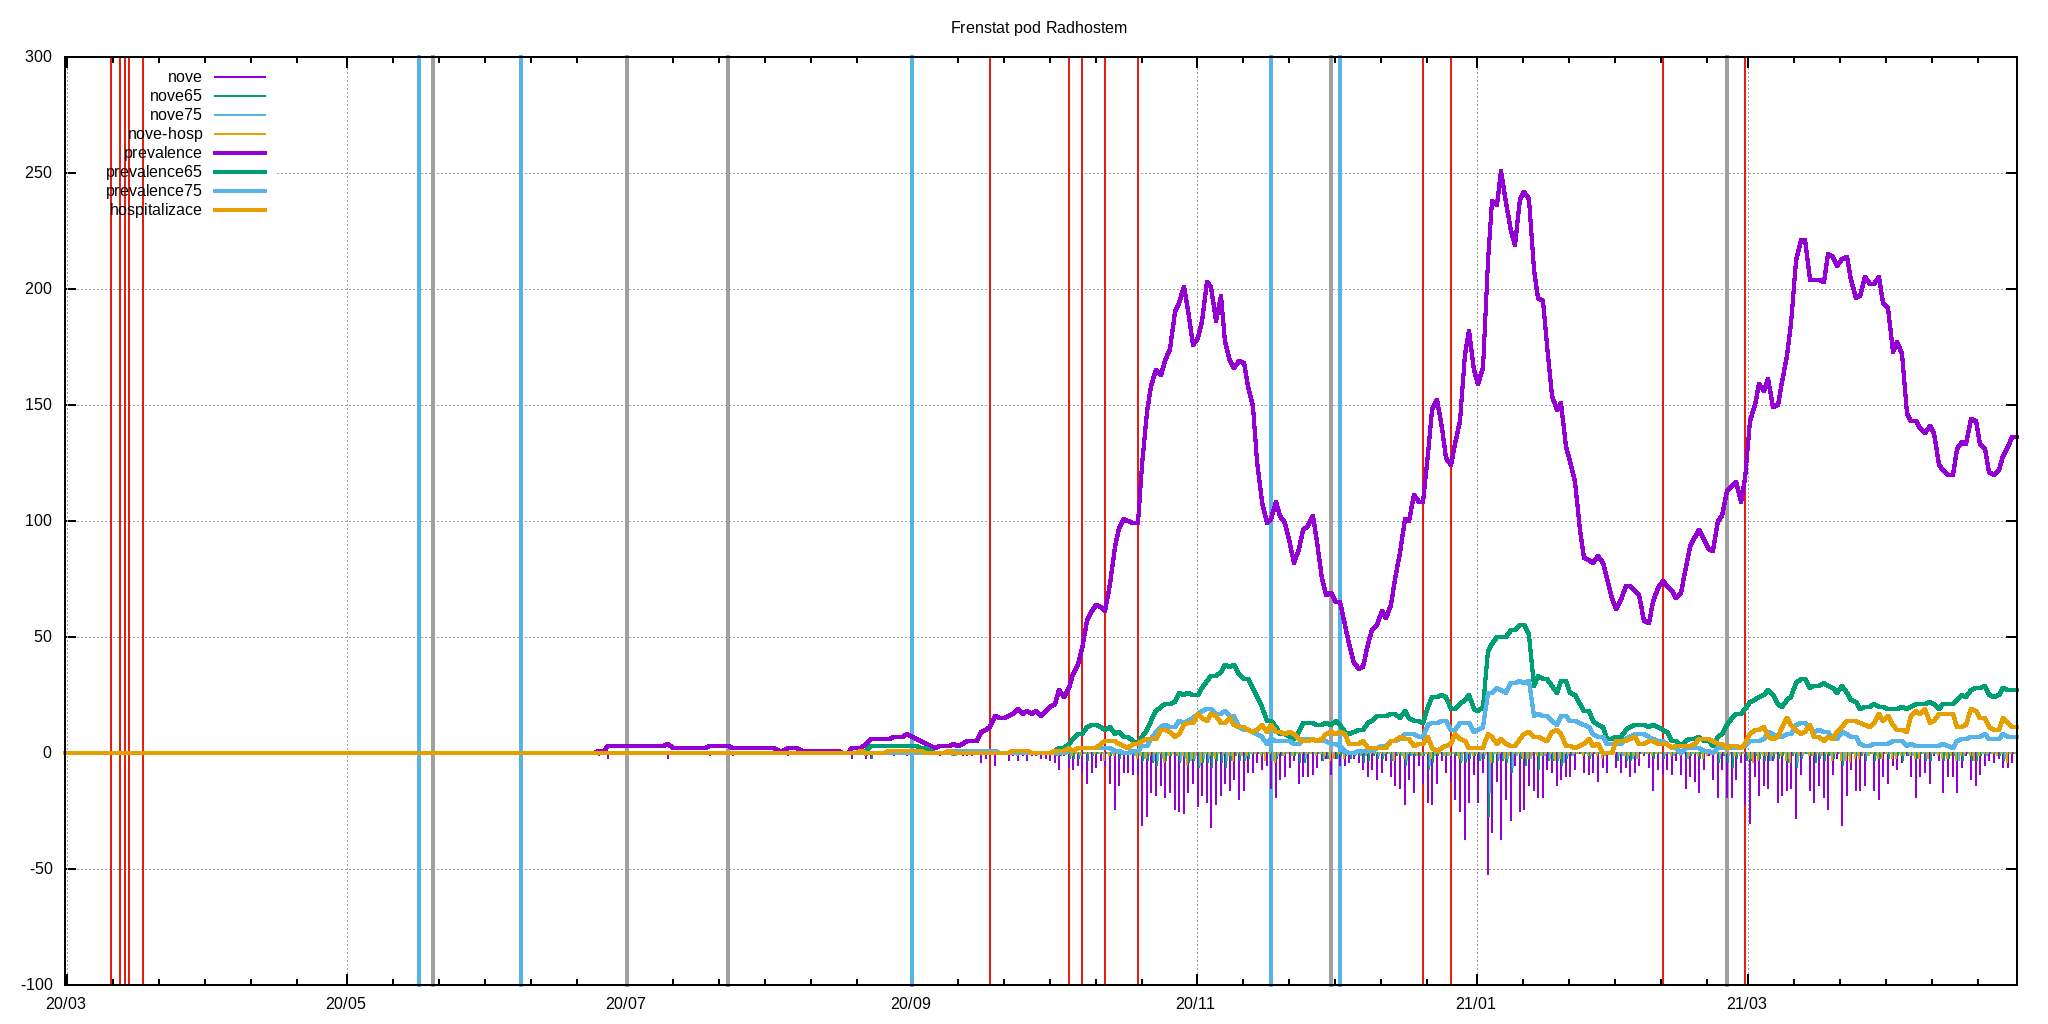 Frenstat pod Radhostem
300
250
200
150
100
50
0
-50
-100
nove
nove65
nove75
nove-hosp
prevalence
prevalence65
prevalence75
hospitalizace
20/03 20/05 20/07 20/09 20/11 21/01 21/03